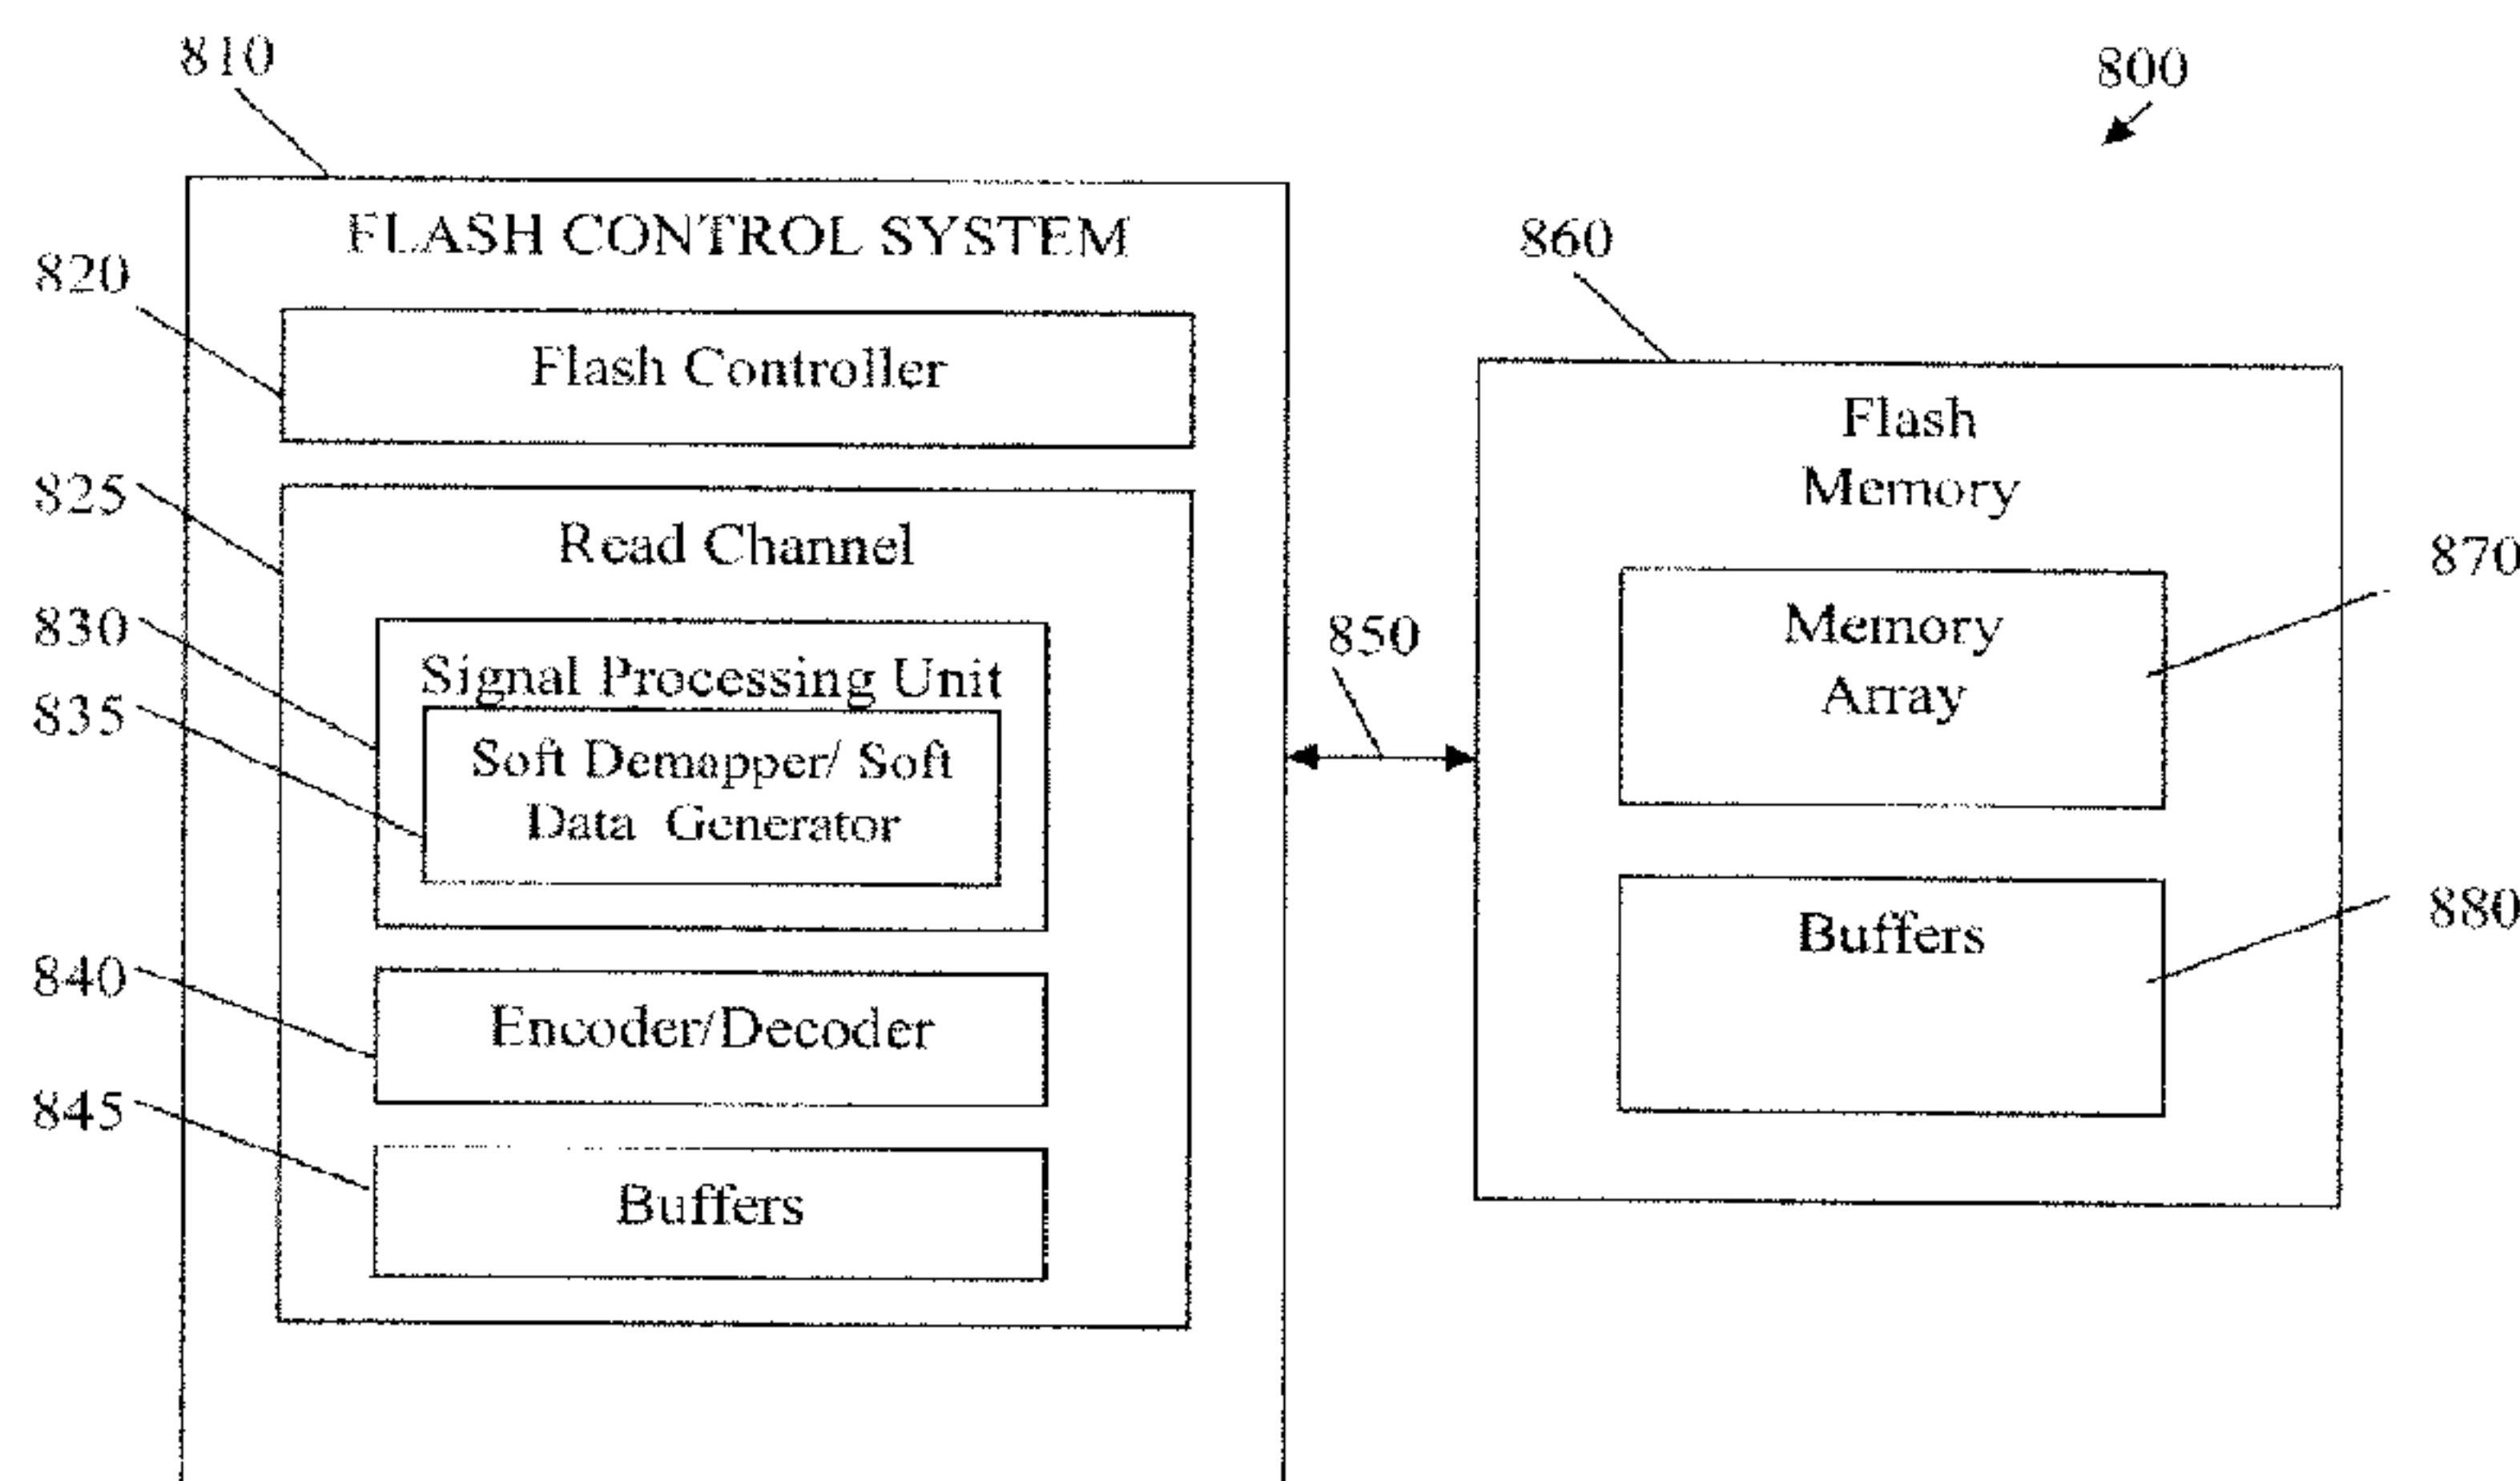 810
800
FLASH CONTROL SYSTEM
820
860
Flash Controller
Flash
Memory
825
Read Channel
870
830
Signal Processing Unit
850
Memory
Array
835
Soft Demapper/ Soft
Data Generator
880
Buffers
840
Encoder/Decoder
845
Buffers